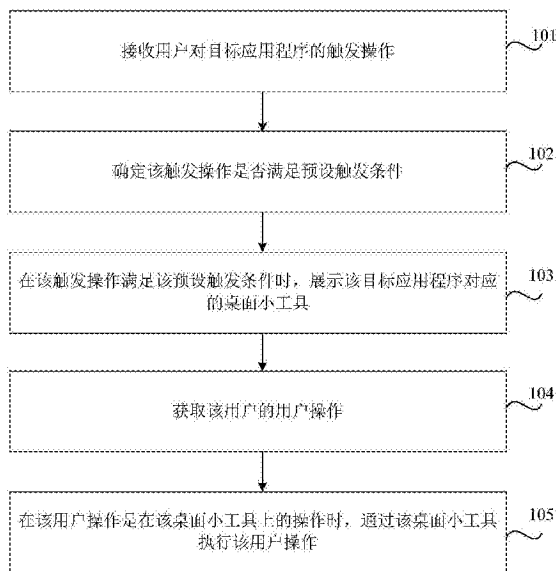 接收用户对目标应用程序的触发操作
101
确定该触发操作是否满足预设触发条件
102
在该触发操作满足该预设触发条件时，展示该目标应用程序对应
的桌面小工具
103
获取该用户的用户操作
104
在该用户操作是在该桌面小工具上的操作时，通过该桌面小工具
执行该用户操作
105